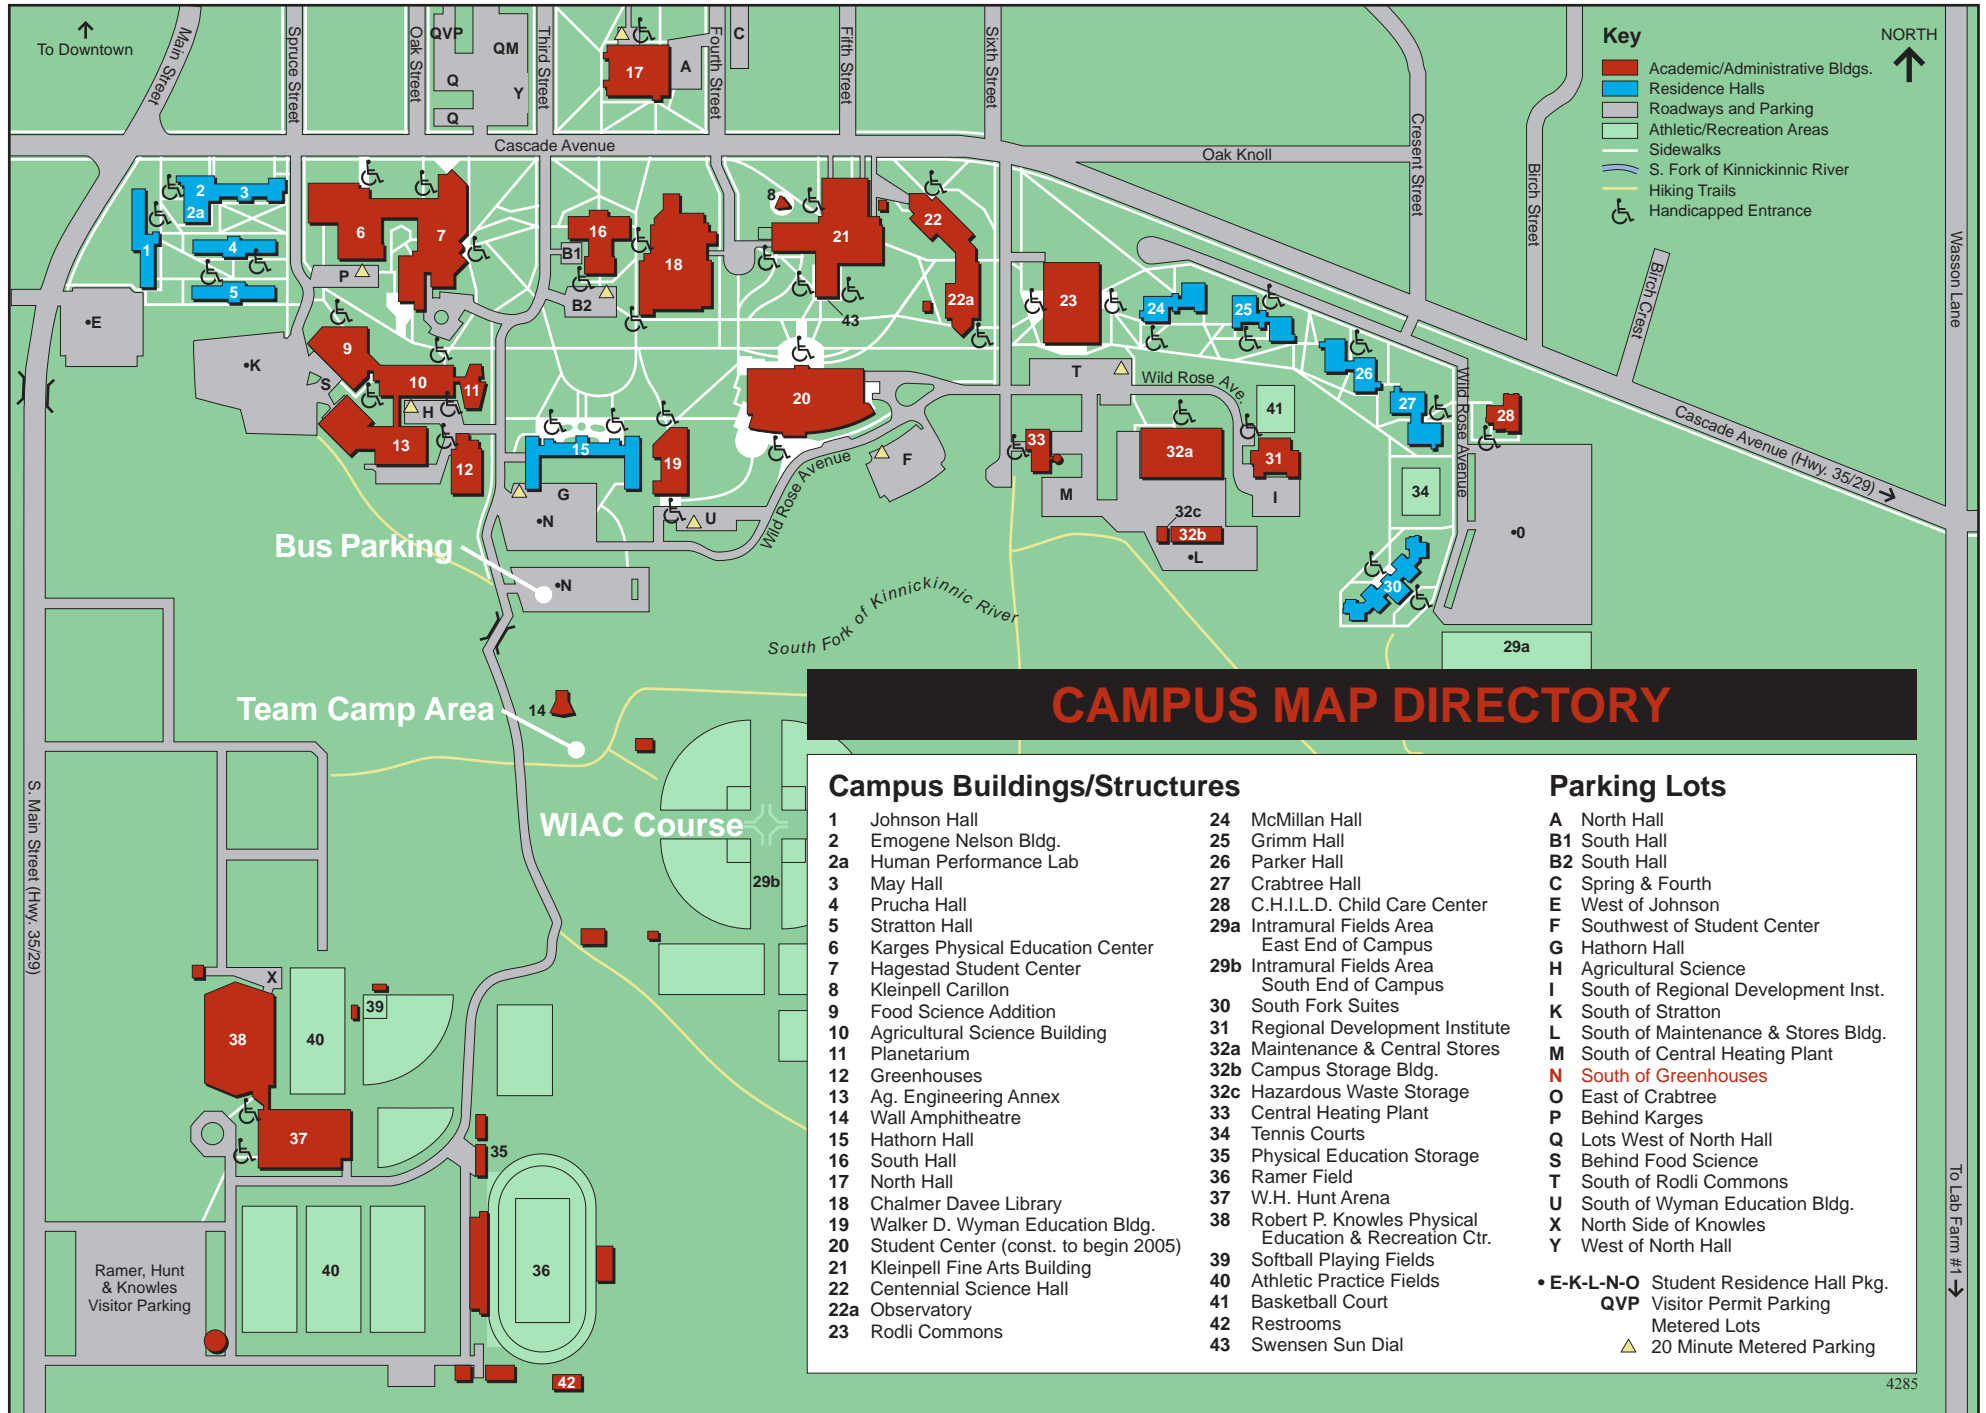 To Downtown
Main Street
Spruce Street
Oak Street
QVP
QM
Q
Y
Q
Third Street
17
A
Fourth Street
C
Fifth Street
Sixth Street
Cascade Avenue
Oak Knoll
Cresent Street
Birch Street
Birch Crest
Wasson Lane
Key
NORTH
Academic/Administrative Bldgs.
Residence Halls
Roadways and Parking
Athletic/Recreation Areas
Sidewalks
S. Fork of Kinnickinnic River
Hiking Trails
Handicapped Entrance
1
2
2a
3
4
5
6
7
8
16
B1
B2
18
21
22
22a
43
23
24
25
26
27
28
P
•E
•K
S
9
10
11
H
13
12
15
19
20
G
•N
U
F
T
Wild Rose Ave.
41
33
32a
31
M
I
32c
32b
•L
34
30
•0
29a
Wild Rose Avenue
Wild Rose Avenue
Cascade Avenue (Hwy. 35/29)
Bus Parking
•N
South Fork of Kinnickinnic River
Team Camp Area
14
WIAC Course
29b
S. Main Street (Hwy. 35/29)
X
38
40
39
37
35
36
40
Ramer, Hunt
& Knowles
Visitor Parking
42
To Lab Farm #1
CAMPUS MAP DIRECTORY
Campus Buildings/Structures
1 Johnson Hall
2 Emogene Nelson Bldg.
2a Human Performance Lab
3 May Hall
4 Prucha Hall
5 Stratton Hall
6 Karges Physical Education Center
7 Hagestad Student Center
8 Kleinpell Carillon
9 Food Science Addition
10 Agricultural Science Building
11 Planetarium
12 Greenhouses
13 Ag. Engineering Annex
14 Wall Amphitheatre
15 Hathorn Hall
16 South Hall
17 North Hall
18 Chalmer Davee Library
19 Walker D. Wyman Education Bldg.
20 Student Center (const. to begin 2005)
21 Kleinpell Fine Arts Building
22 Centennial Science Hall
22a Observatory
23 Rodli Commons
24 McMillan Hall
25 Grimm Hall
26 Parker Hall
27 Crabtree Hall
28 C.H.I.L.D. Child Care Center
29a Intramural Fields Area
East End of Campus
29b Intramural Fields Area
South End of Campus
30 South Fork Suites
31 Regional Development Institute
32a Maintenance & Central Stores
32b Campus Storage Bldg.
32c Hazardous Waste Storage
33 Central Heating Plant
34 Tennis Courts
35 Physical Education Storage
36 Ramer Field
37 W.H. Hunt Arena
38 Robert P. Knowles Physical
Education & Recreation Ctr.
39 Softball Playing Fields
40 Athletic Practice Fields
41 Basketball Court
42 Restrooms
43 Swensen Sun Dial
Parking Lots
A North Hall
B1 South Hall
B2 South Hall
C Spring & Fourth
E West of Johnson
F Southwest of Student Center
G Hathorn Hall
H Agricultural Science
I South of Regional Development Inst.
K South of Stratton
L South of Maintenance & Stores Bldg.
M South of Central Heating Plant
N South of Greenhouses
O East of Crabtree
P Behind Karges
Q Lots West of North Hall
S Behind Food Science
T South of Rodli Commons
U South of Wyman Education Bldg.
X North Side of Knowles
Y West of North Hall
• E-K-L-N-O Student Residence Hall Pkg.
QVP Visitor Permit Parking
Metered Lots
20 Minute Metered Parking
4285